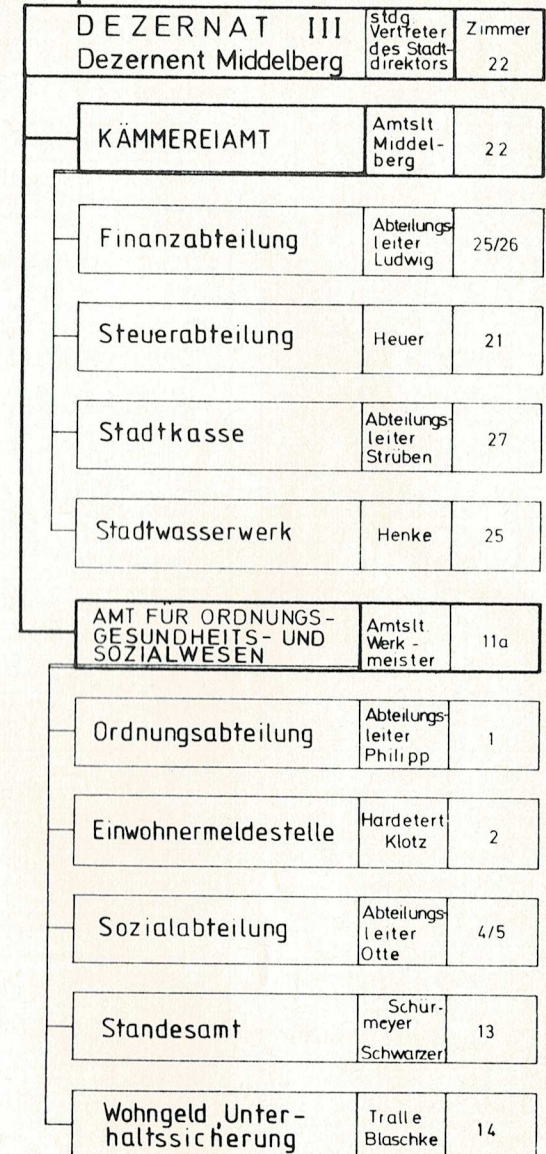 DEZERNAT III
Dezernent Middelberg
stdg.
Vertreter
des Stadt-
direktors
Zimmer
22
KÄMMEREIAMT
Amtslt
Middel-
berg
22
Finanzabteilung
Abteilungs
leiter
Ludwig
25/26
Steuerabteilung
Heuer
21
Stadtkasse
Abteilungs-
leiter
Strüben
27
Stadtwasserwerk
Henke
25
AMT FÜR ORDNUNGS-
GESUNDHEITS- UND
SOZIALWESEN
Amtslt.
Werk-
meister
11a
Ordnungsabteilung
Abteilungs-
leiter
Philipp
1
Einwohnermeldestelle
Hardetert
Klotz
2
Sozialabteilung
Abteilungs-
leiter
Otte
4/5
Standesamt
Schür-
meyer
Schwarzer
13
Wohngeld, Unter-
haltssicherung
Tralle
Blaschke
14